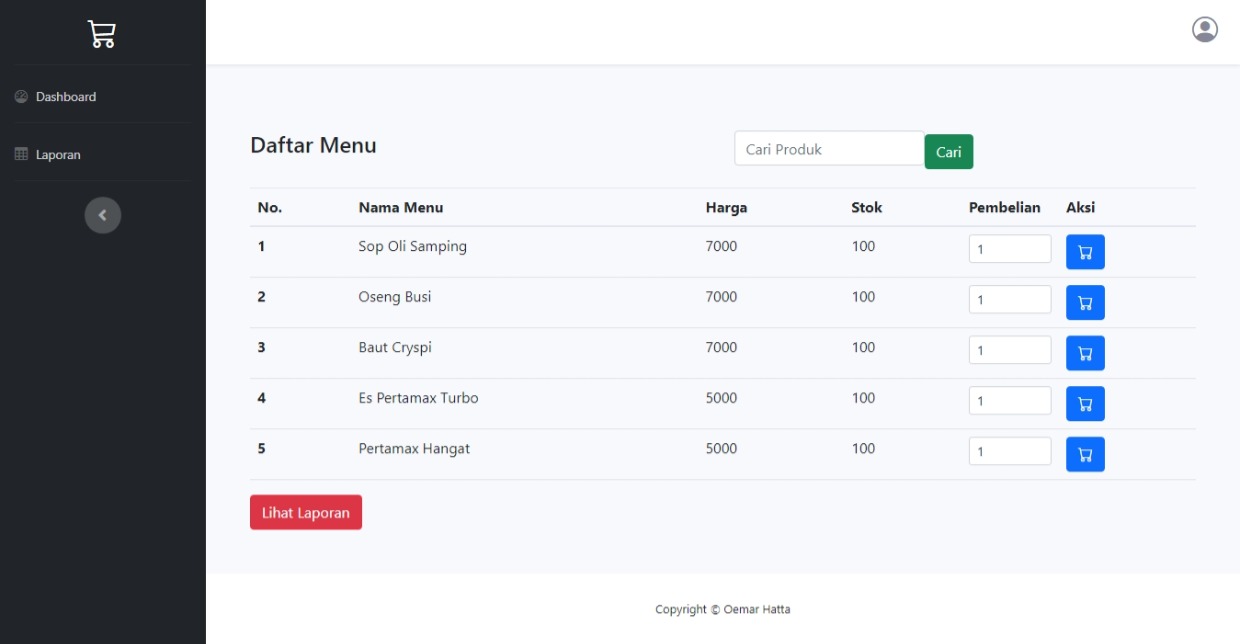 Dashboard
Laporan
Daftar Menu
Cari Produk
Cari
No. Nama Menu Harga Stok Pembelian Aksi
1 Sop Oli Samping 7000 100 1
2 Oseng Busi 7000 100 1
3 Baut Cryspi 7000 100 1
4 Es Pertamax Turbo 5000 100 1
5 Pertamax Hangat 5000 100 1
Lihat Laporan
Copyright © Oemar Hatta